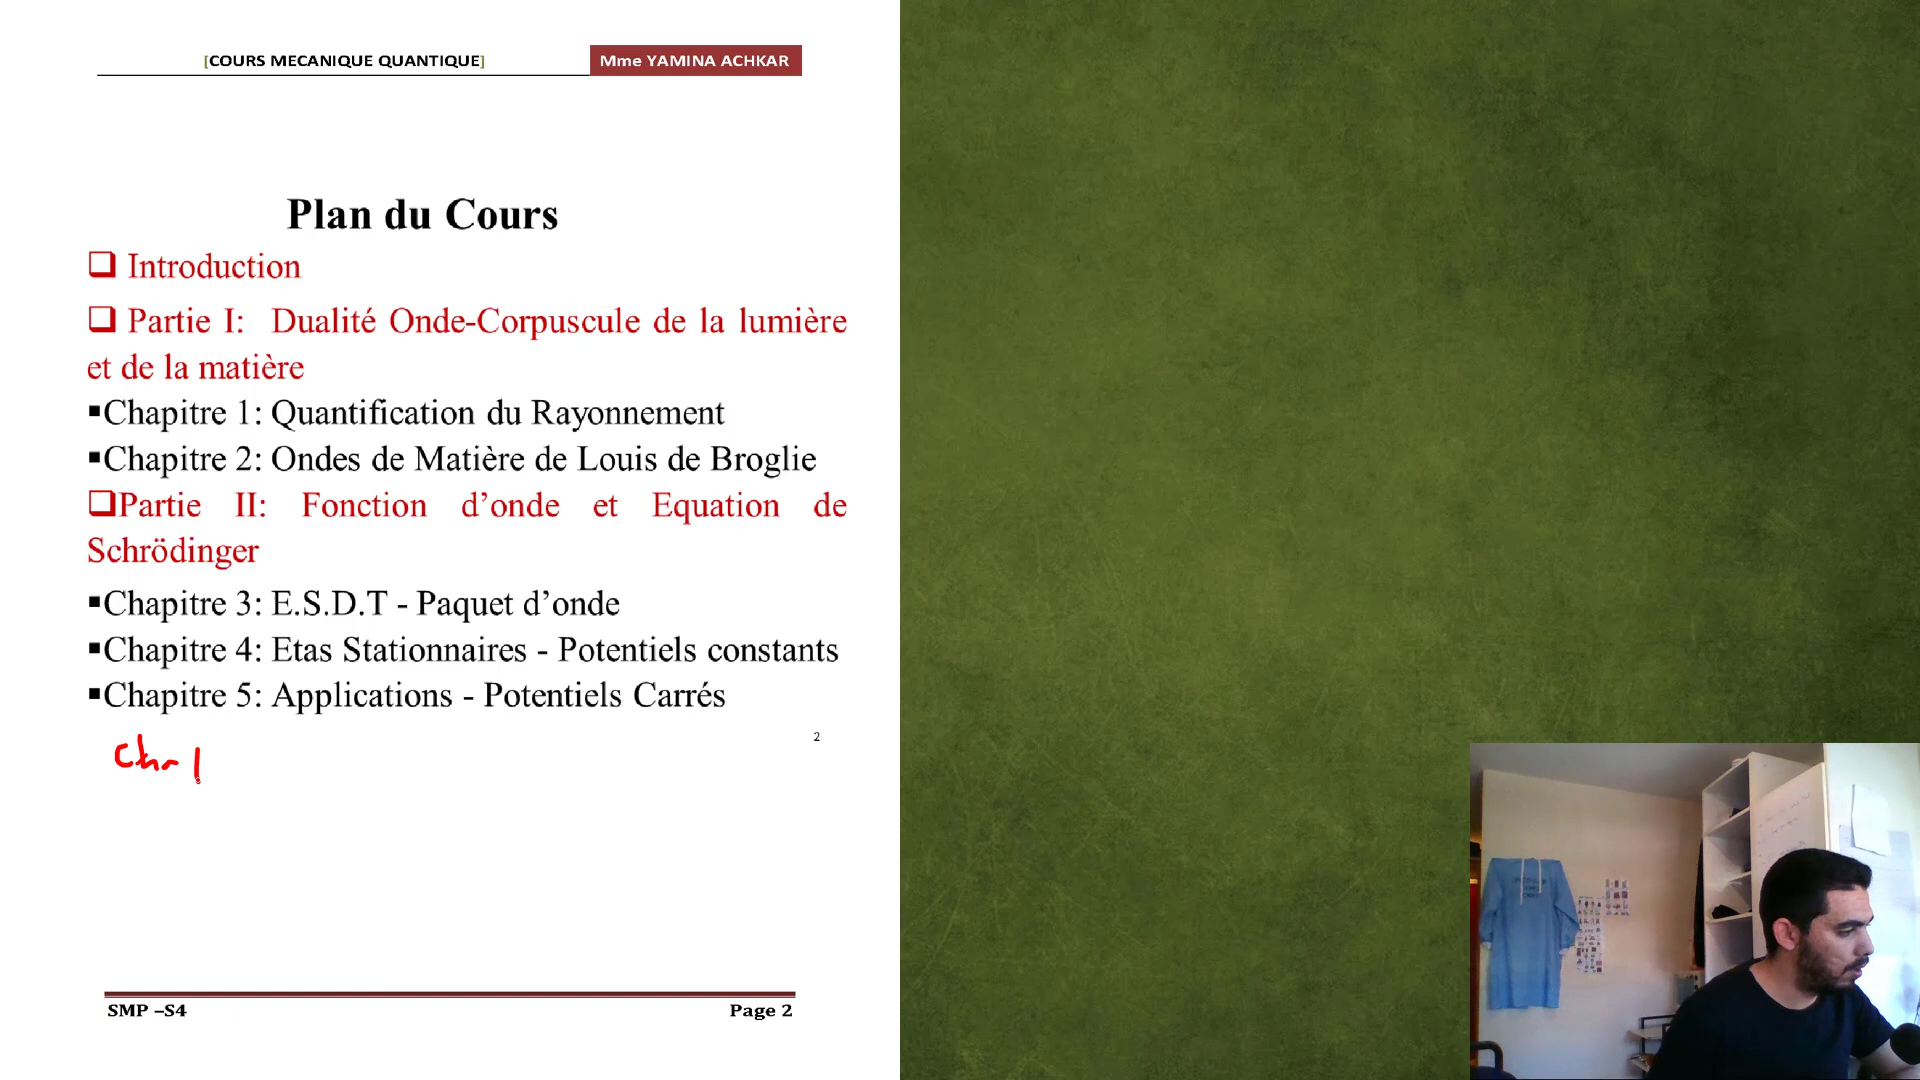 [COURS MECANIQUE QUANTIQUE] Mme YAMINA ACHKAR
Plan du Cours
❑ Introduction
❑ Partie I: Dualité Onde-Corpuscule de la lumière
et de la matière
▪Chapitre 1: Quantification du Rayonnement
▪Chapitre 2: Ondes de Matière de Louis de Broglie
❑Partie II: Fonction d’onde et Equation de
Schrödinger
▪Chapitre 3: E.S.D.T - Paquet d’onde
▪Chapitre 4: Etas Stationnaires - Potentiels constants
▪Chapitre 5: Applications - Potentiels Carrés
2
SMP –S4 Page 2